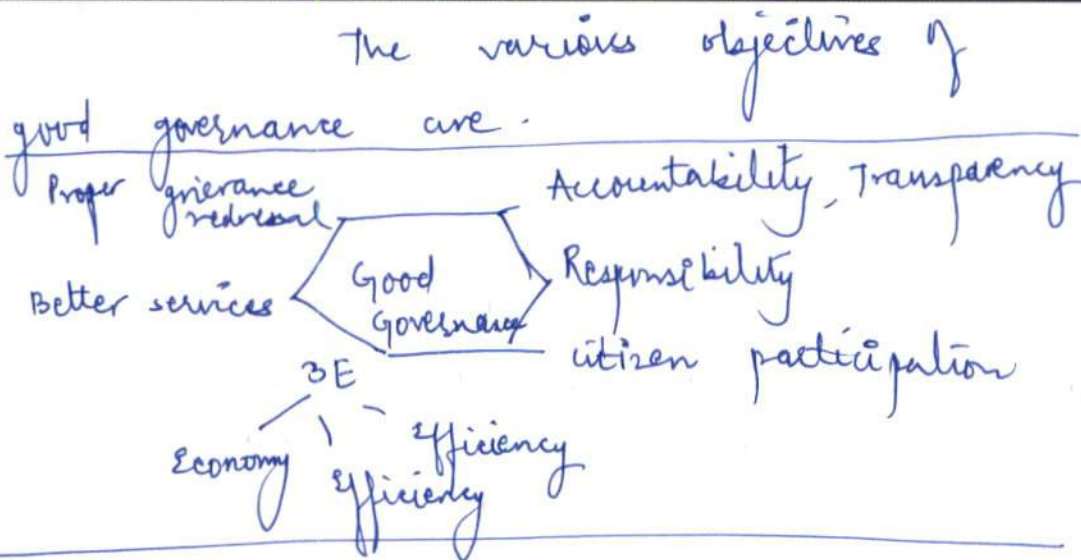 The various objectives of
good governance are.
Proper grievance
redressal
Accountability, Transparency
Better services
Good
Governance
Responsibility
citizen participation
3E
Economy
Efficiency
Efficiency